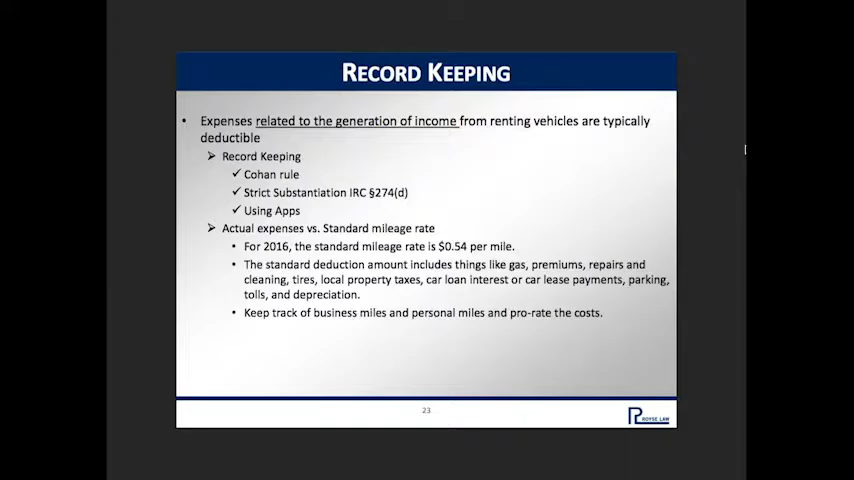 RECORD KEEPING
• Expenses related to the generation of income from renting vehicles are typically
deductible
➢ Record Keeping
✓ Cohan rule
✓ Strict Substantiation IRC §274(d)
✓ Using Apps
➢ Actual expenses vs. Standard mileage rate
• For 2016, the standard mileage rate is $0.54 per mile.
• The standard deduction amount includes things like gas, premiums, repairs and
cleaning, tires, local property taxes, car loan interest or car lease payments, parking,
tolls, and depreciation.
• Keep track of business miles and personal miles and pro-rate the costs.
23
ROYSE LAW